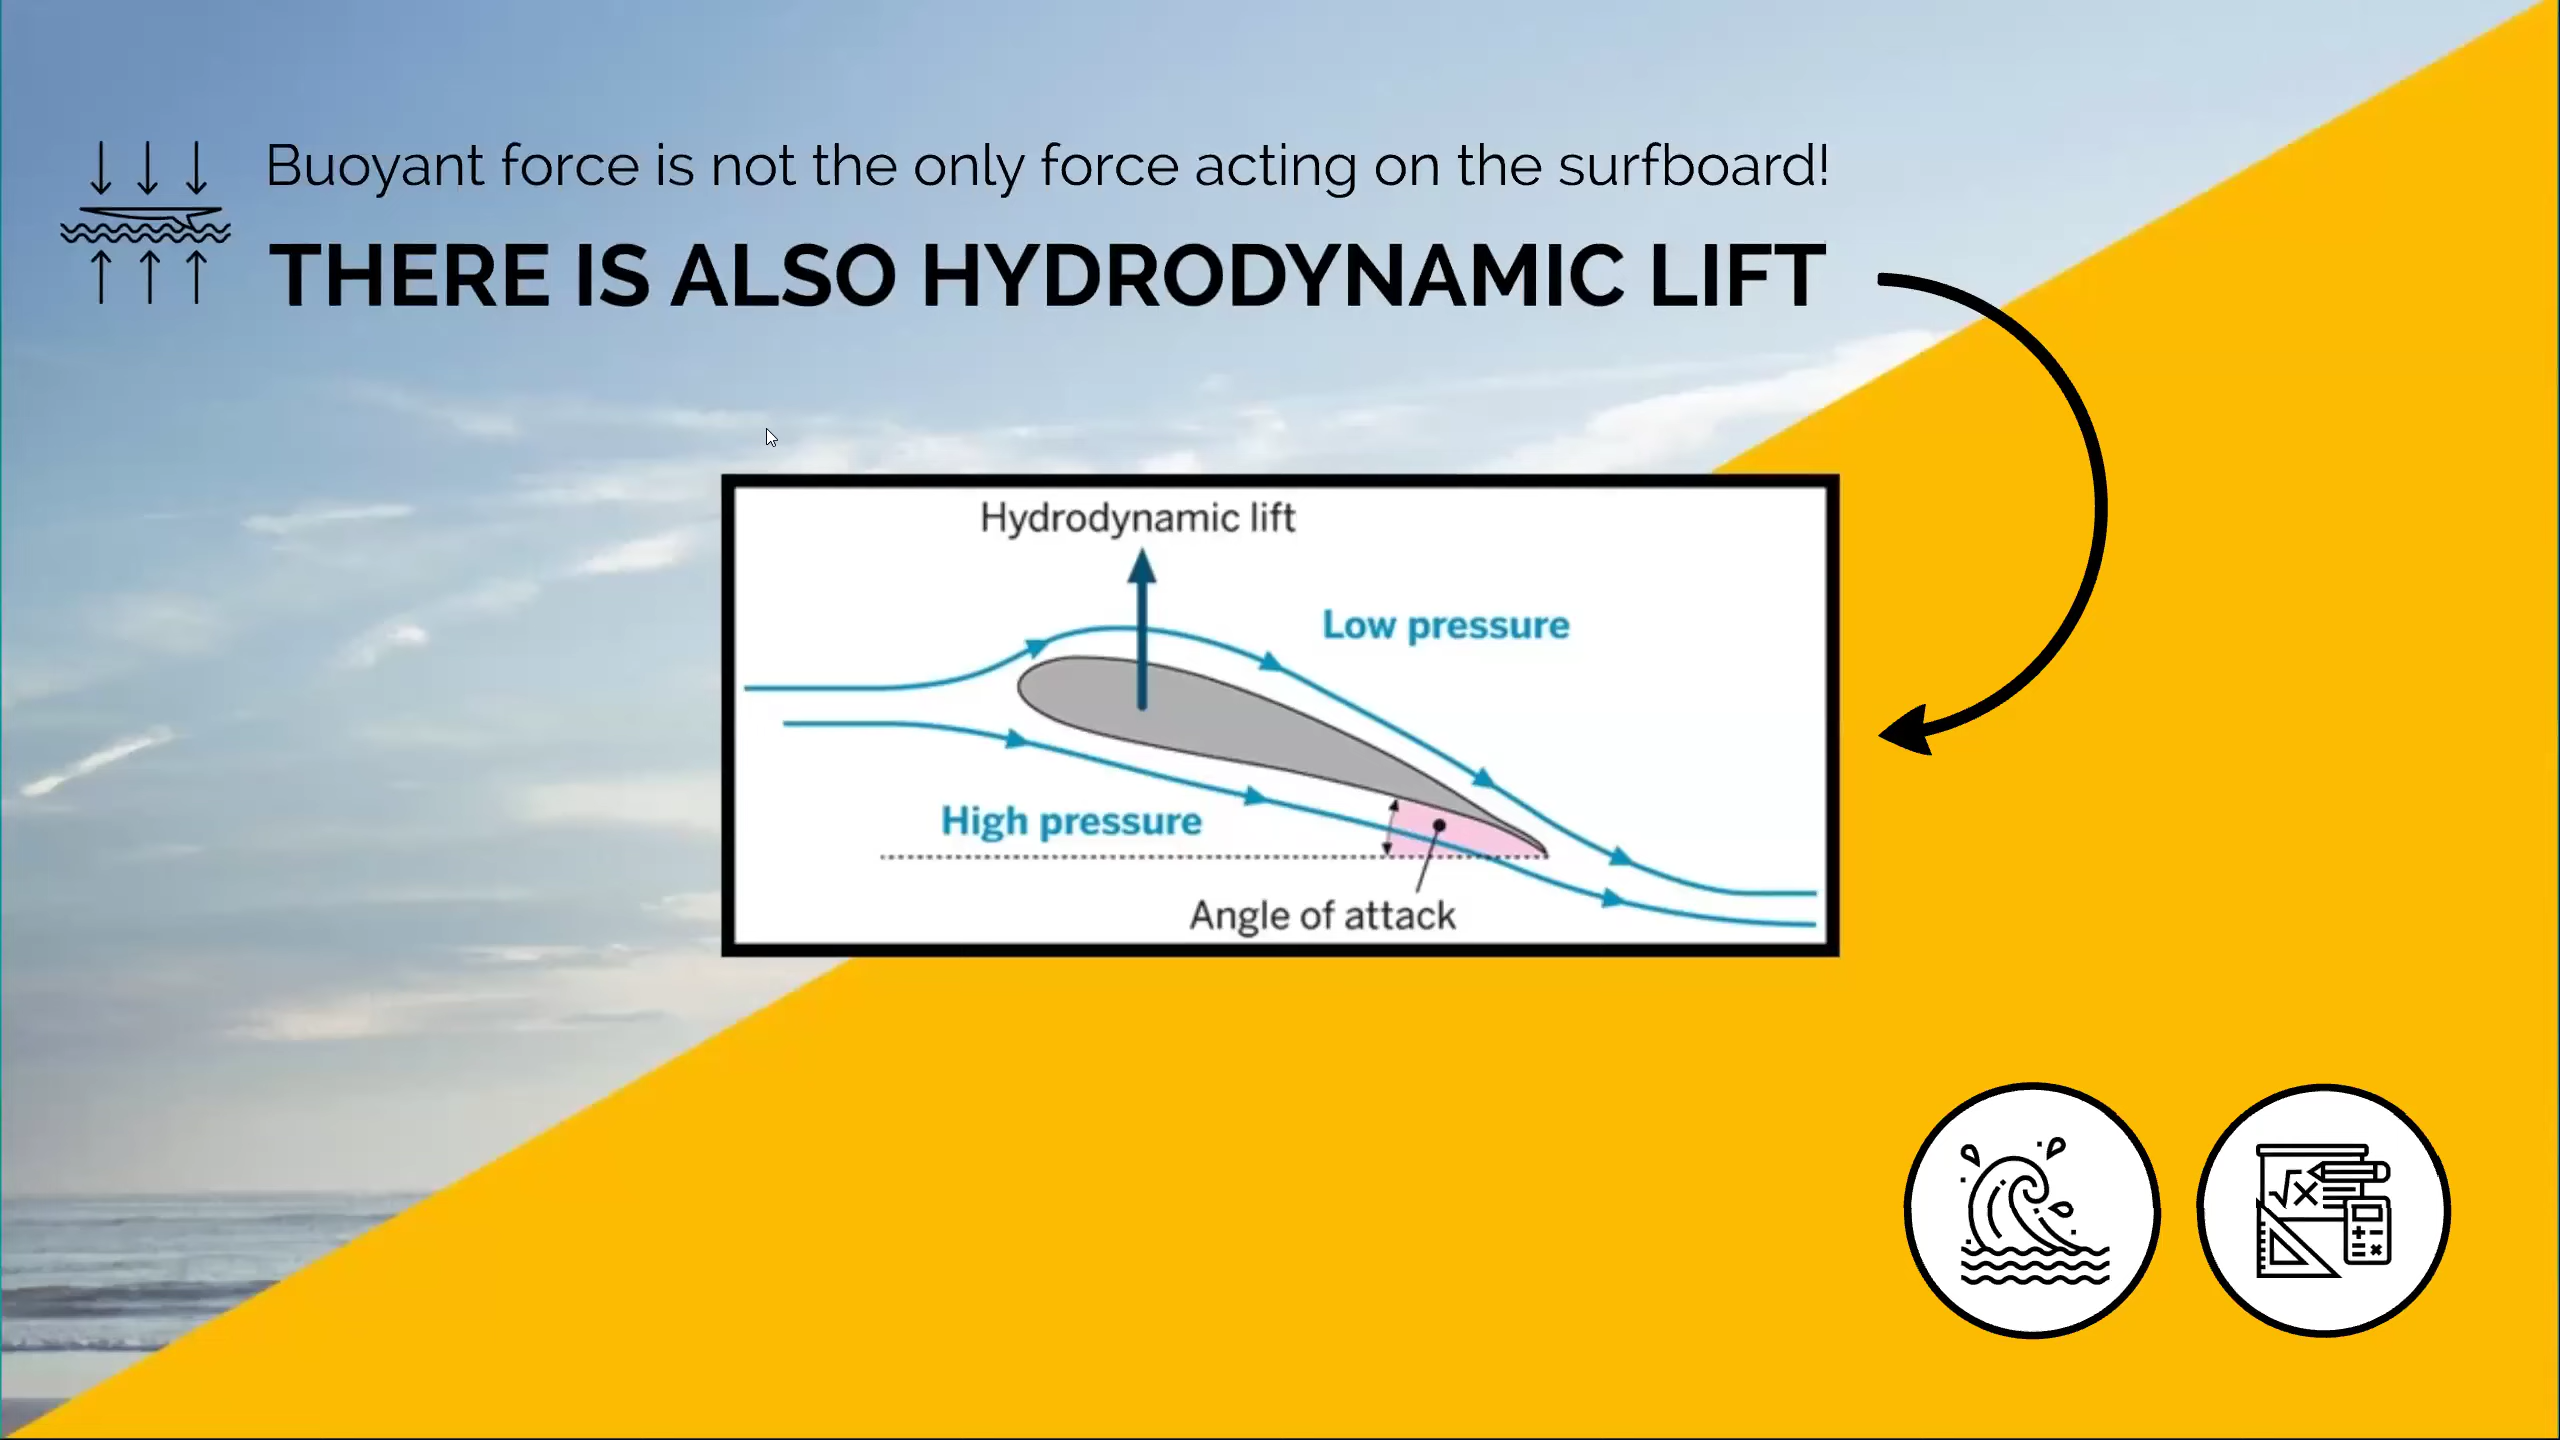 Buoyant force is not the only force acting on the surfboard!
THERE IS ALSO HYDRODYNAMIC LIFT
Hydrodynamic lift
Low pressure
High pressure
Angle of attack
√x